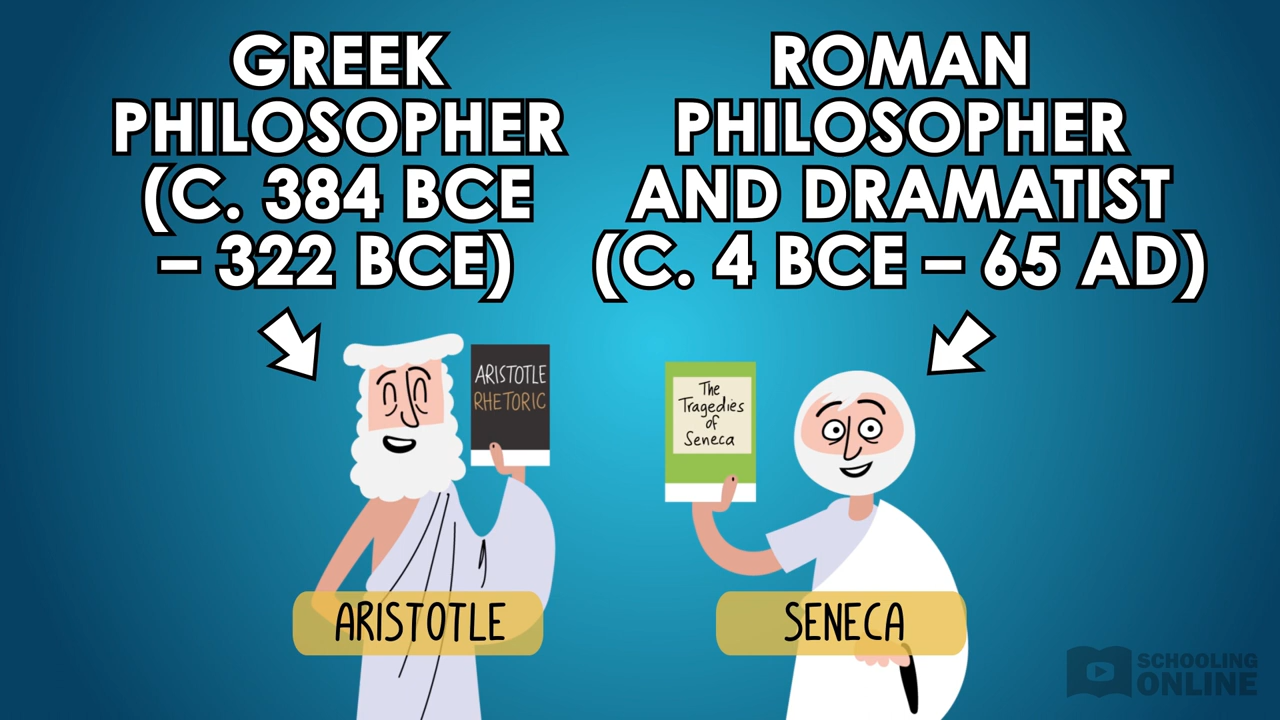 GREEK
PHILOSOPHER
(C. 384 BCE
– 322 BCE)
ROMAN
PHILOSOPHER
AND DRAMATIST
(C. 4 BCE – 65 AD)
ARISTOTLE
RHETORIC
The
Tragedies
of
Seneca
ARISTOTLE
SENECA
SCHOOLING
ONLINE